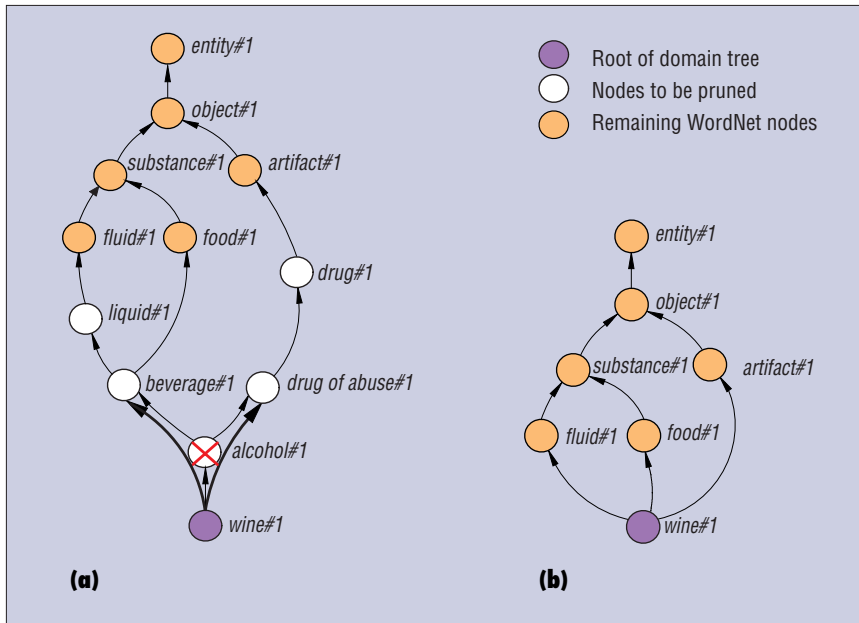 entity#1
object#1
substance#1
artifact#1
fluid#1
food#1
drug#1
liquid#1
beverage#1
drug of abuse#1
alcohol#1
wine#1
(a)
Root of domain tree
Nodes to be pruned
Remaining WordNet nodes
entity#1
object#1
substance#1
artifact#1
fluid#1
food#1
wine#1
(b)